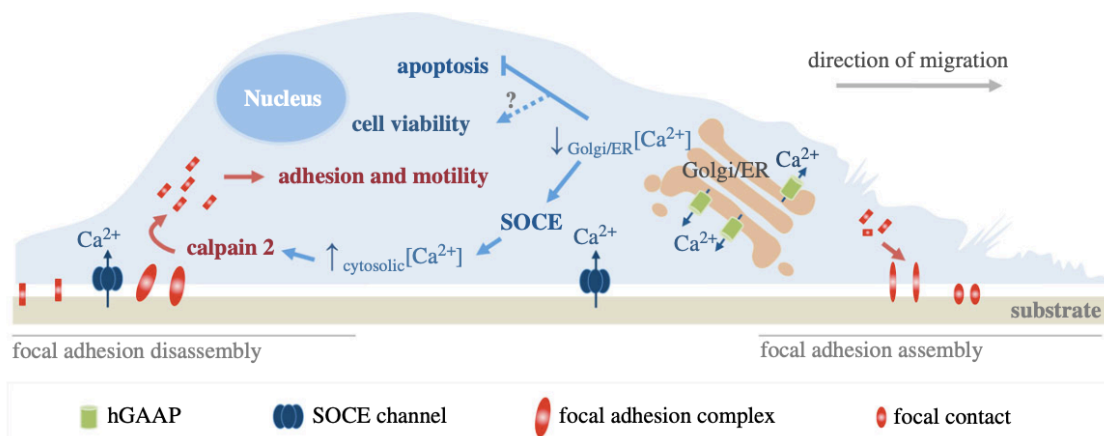 apoptosis
direction of migration
Nucleus
?
cell viability
↓ Golgi/ER[Ca²⁺]
Golgi/ER
Ca²⁺
adhesion and motility
SOCE
Ca²⁺
Ca²⁺
Ca²⁺
calpain 2
↑ cytosolic[Ca²⁺]
substrate
focal adhesion disassembly
focal adhesion assembly
hGAAP
SOCE channel
focal adhesion complex
focal contact